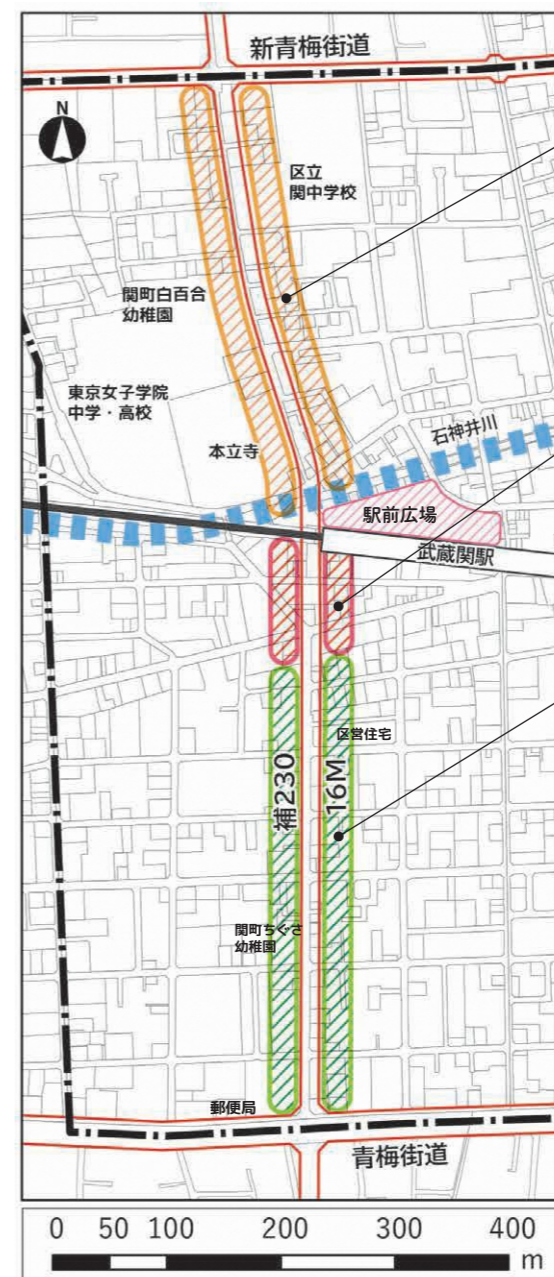 新青梅街道
N
区立
関中学校
関町白百合
幼稚園
東京女子学院
中学・高校
本立寺
石神井川
駅前広場
武蔵関駅
区営住宅
補230
16M
関町ちぐさ
幼稚園
郵便局
青梅街道
0 50 100 200 300 400
m